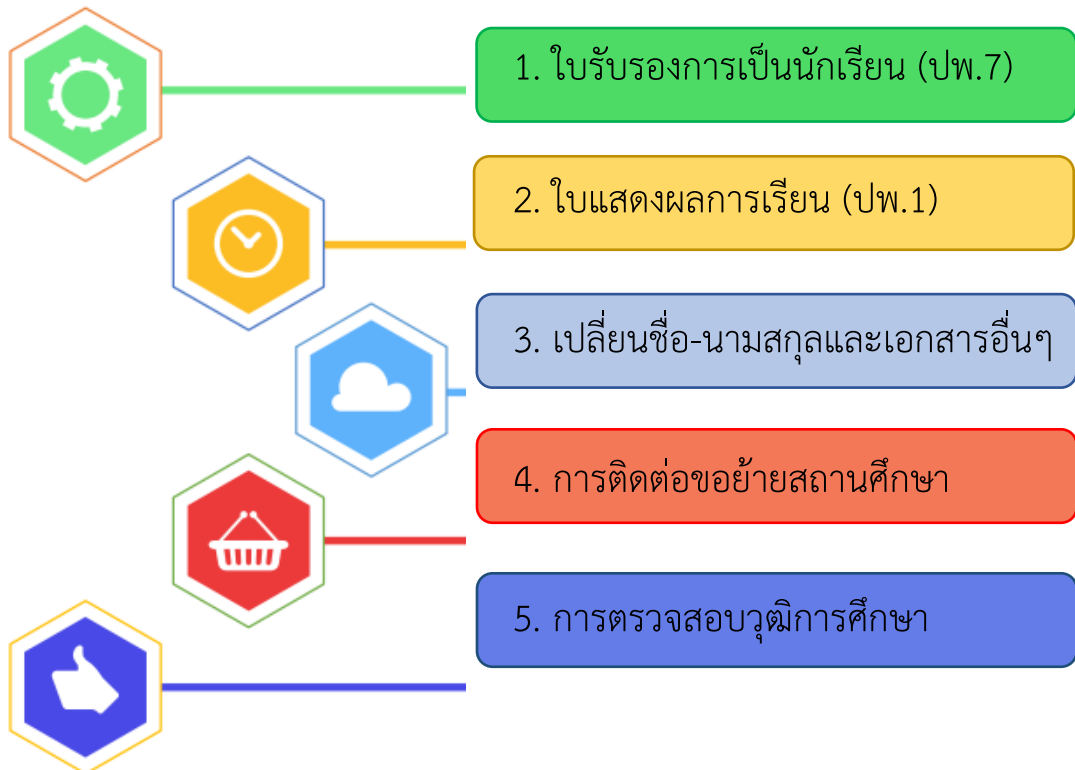 1. ใบรับรองการเป็นนักเรียน (ปพ.7)
2. ใบแสดงผลการเรียน (ปพ.1)
3. เปลี่ยนชื่อ-นามสกุลและเอกสารอื่นๆ
4. การติดต่อขอย้ายสถานศึกษา
5. การตรวจสอบวุฒิการศึกษา